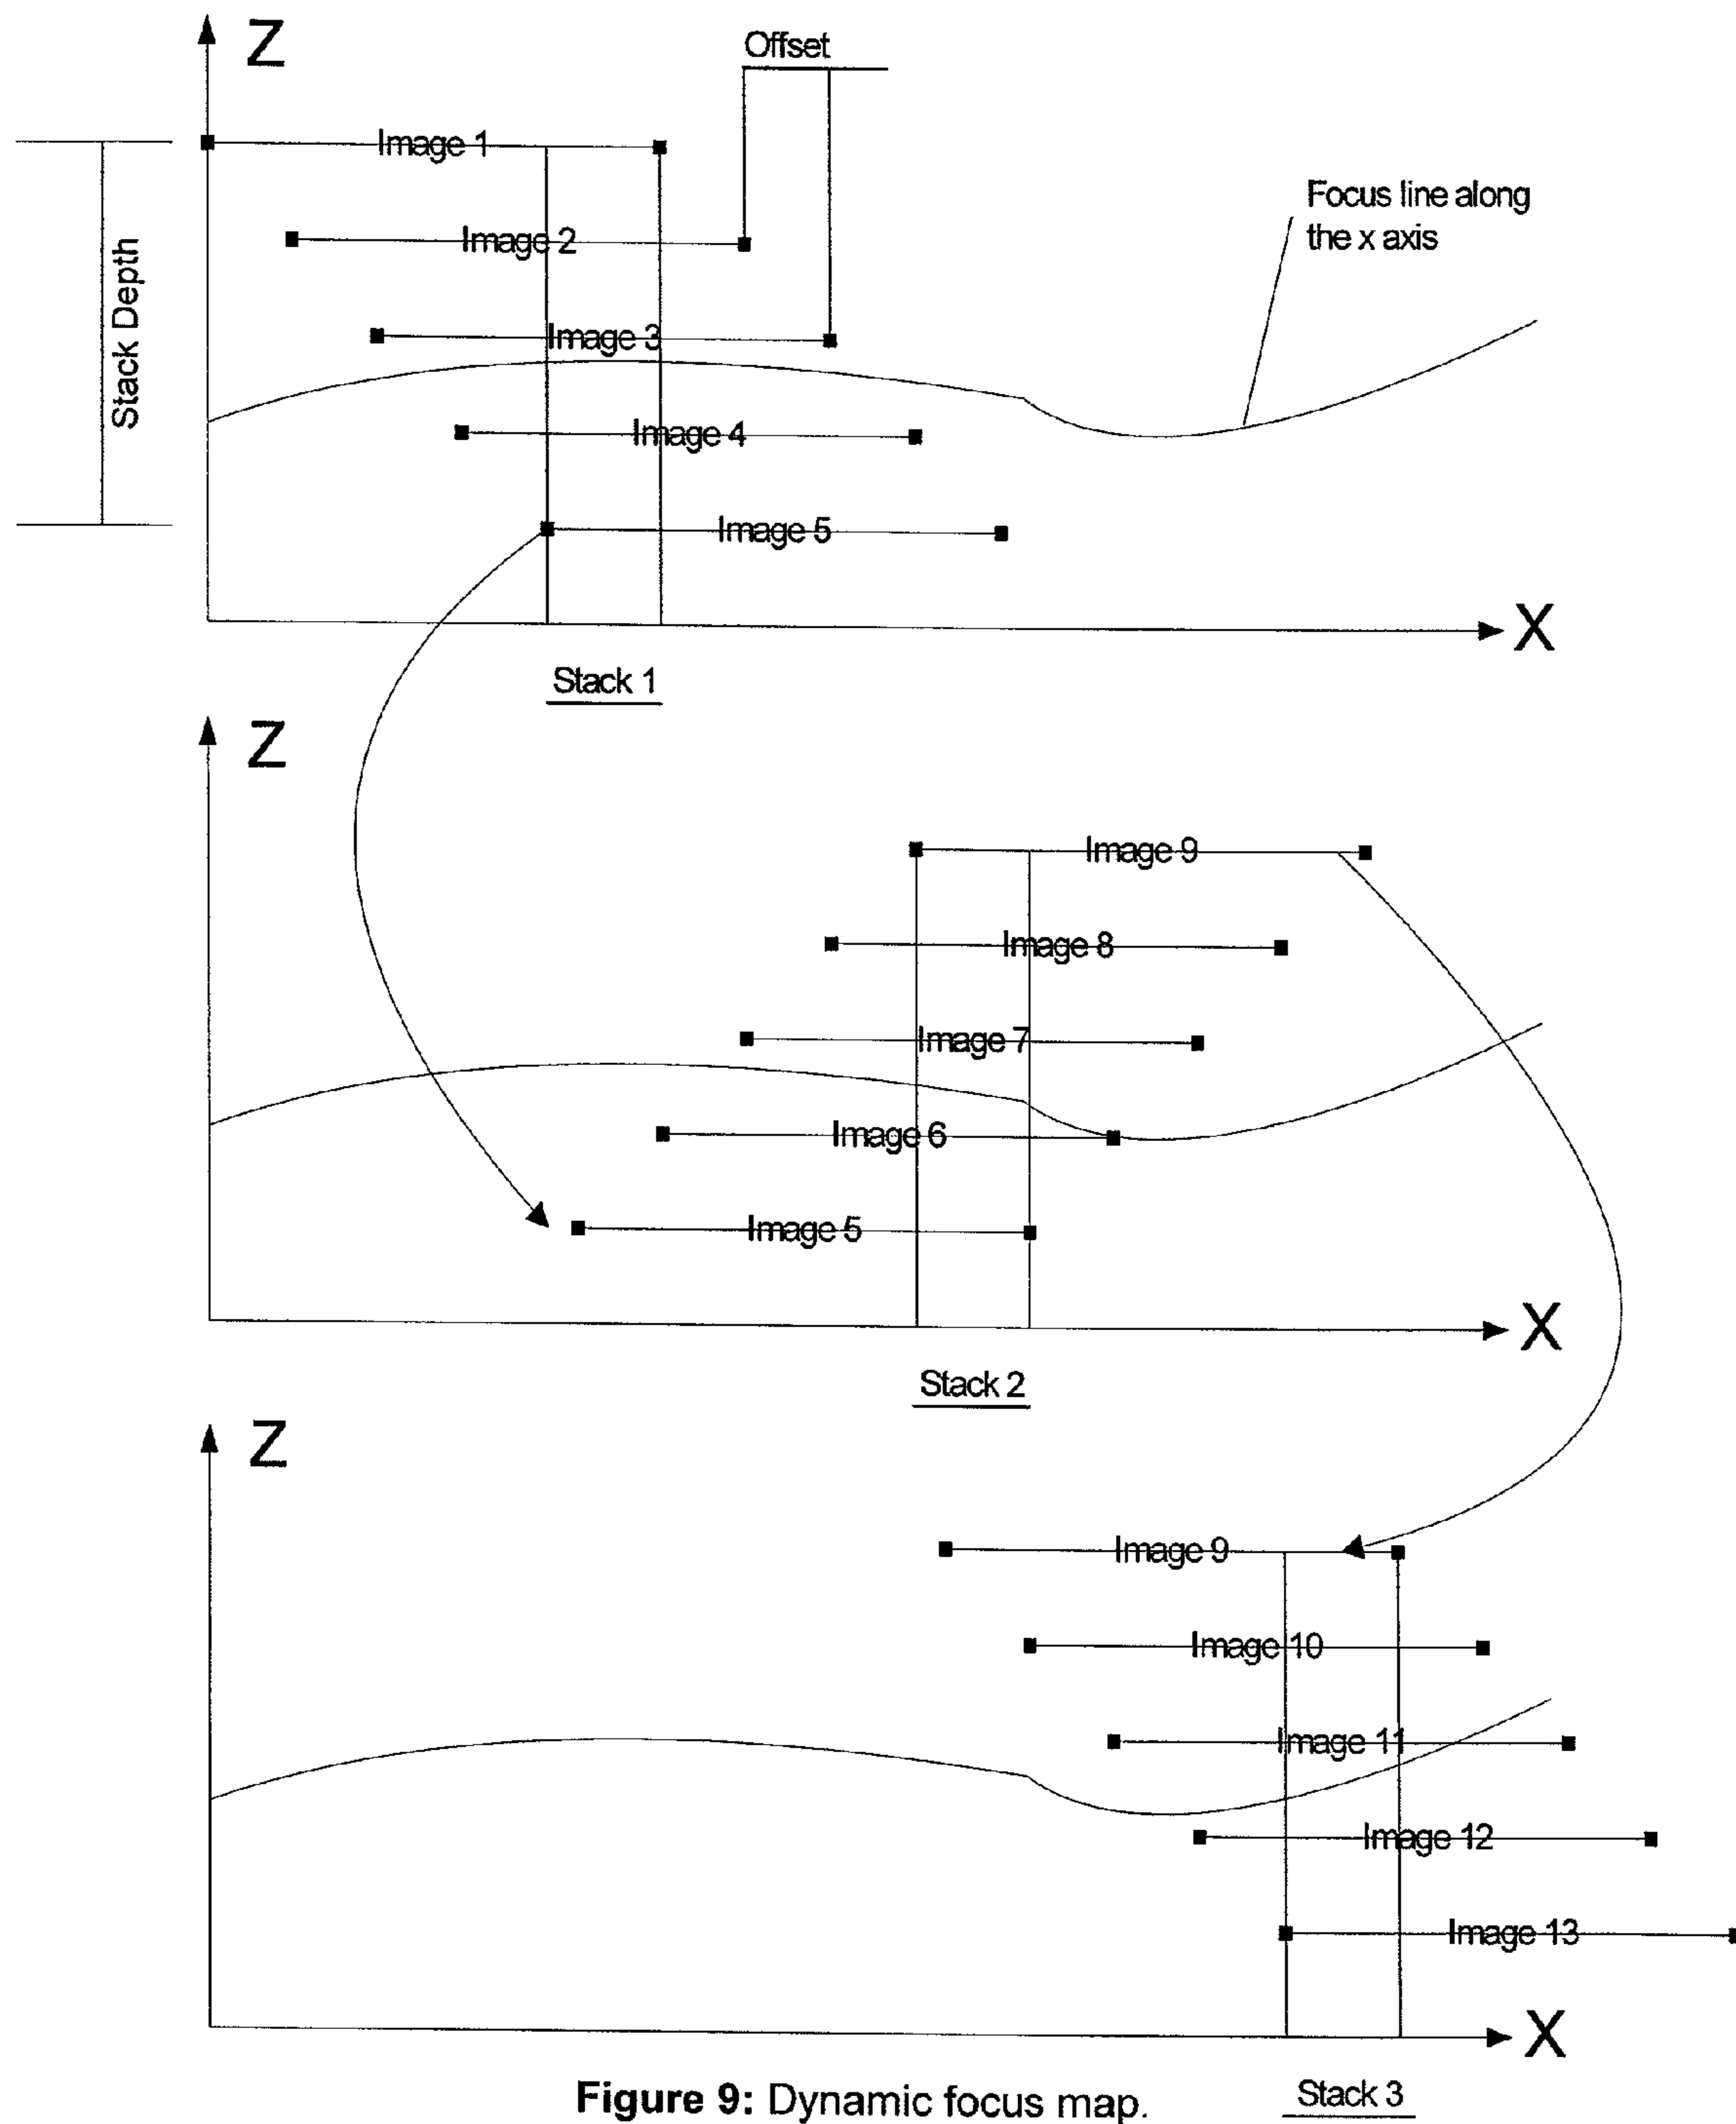 Z
Offset
Image 1
Focus line along
the x axis
Image 2
Stack Depth
Image 3
Image 4
Image 5
X
Stack 1
Z
Image 9
Image 8
Image 7
Image 6
Image 5
X
Stack 2
Z
Image 9
Image 10
Image 11
Image 12
Image 13
X
Stack 3
Figure 9: Dynamic focus map.